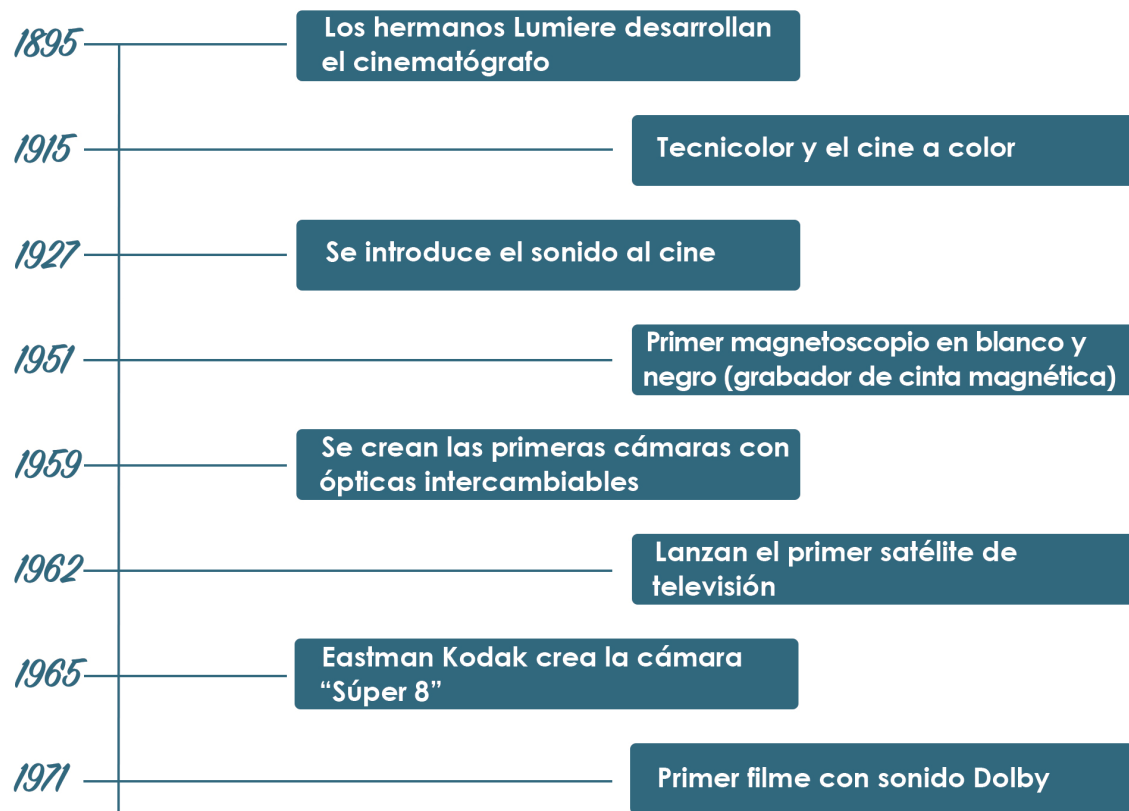 1895
Los hermanos Lumiere desarrollan
el cinematógrafo
1915
Tecnicolor y el cine a color
1927
Se introduce el sonido al cine
1951
Primer magnetoscopio en blanco y
negro (grabador de cinta magnética)
1959
Se crean las primeras cámaras con
ópticas intercambiables
1962
Lanzan el primer satélite de
televisión
1965
Eastman Kodak crea la cámara
“Súper 8”
1971
Primer filme con sonido Dolby